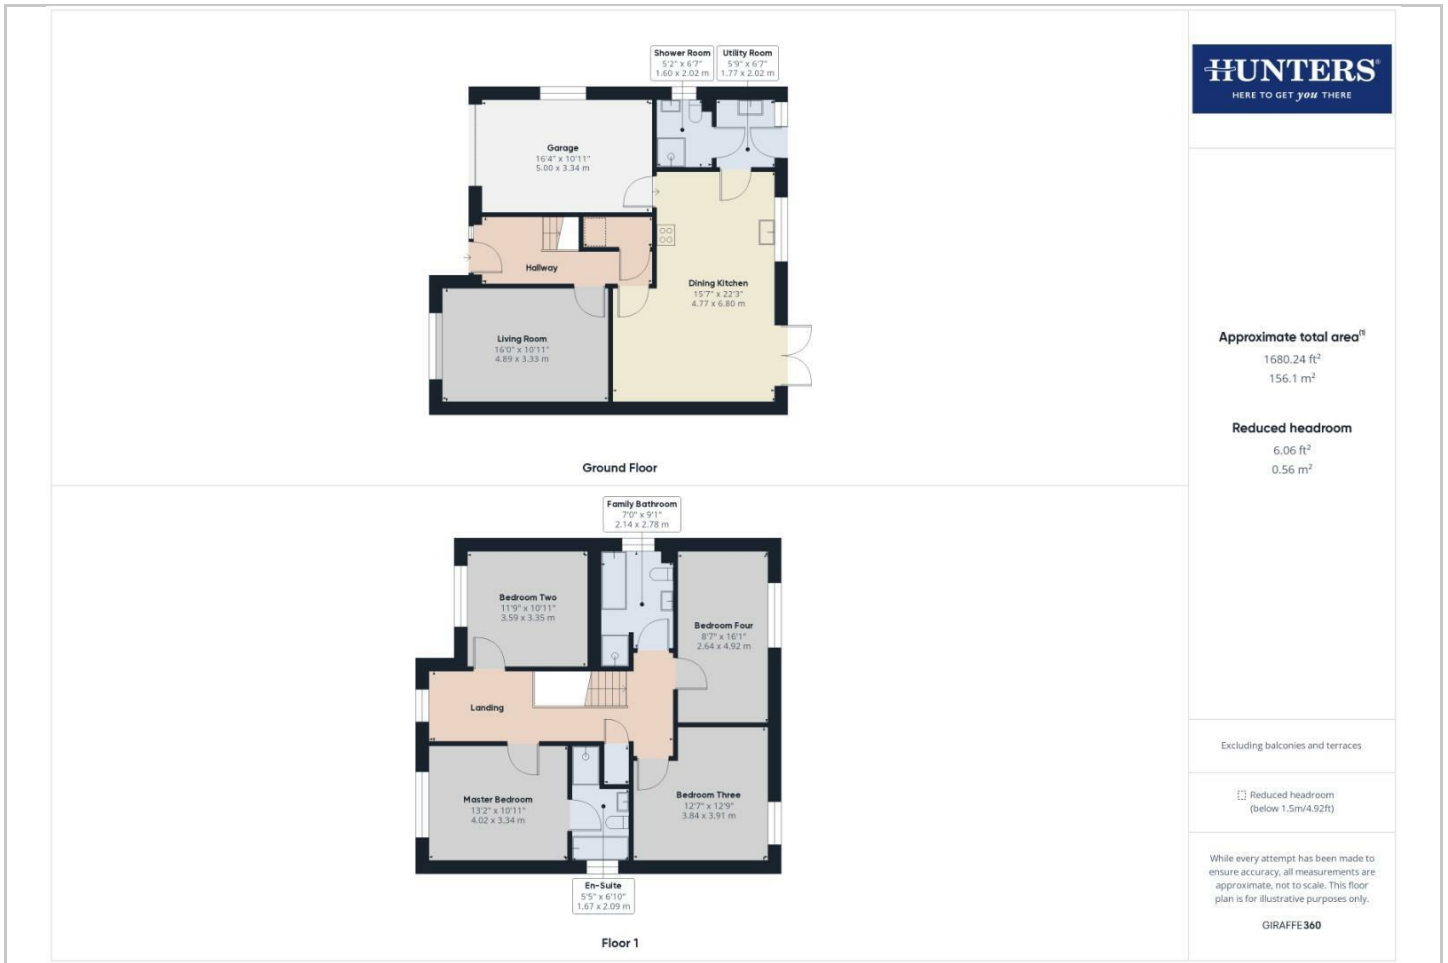 Shower Room
5'2" x 6'7"
1.60 x 2.02 m
Utility Room
5'9" x 6'7"
1.77 x 2.02 m
Garage
16'4" x 10'11"
5.00 x 3.34 m
Hallway
Dining Kitchen
15'7" x 22'3"
4.77 x 6.80 m
Living Room
16'0" x 10'11"
4.89 x 3.33 m
Ground Floor
Family Bathroom
7'0" x 9'1"
2.14 x 2.78 m
Bedroom Two
11'9" x 10'11"
3.59 x 3.35 m
Bedroom Four
8'7" x 16'1"
2.64 x 4.92 m
Landing
Master Bedroom
13'2" x 10'11"
4.02 x 3.34 m
Bedroom Three
12'7" x 12'9"
3.84 x 3.91 m
En-Suite
5'5" x 6'10"
1.67 x 2.09 m
Floor 1
HUNTERS®
HERE TO GET you THERE
Approximate total area(1)
1680.24 ft²
156.1 m²
Reduced headroom
6.06 ft²
0.56 m²
Excluding balconies and terraces
Reduced headroom
(below 1.5m/4.92ft)
While every attempt has been made to
ensure accuracy, all measurements are
approximate, not to scale. This floor
plan is for illustrative purposes only.
GIRAFFE360